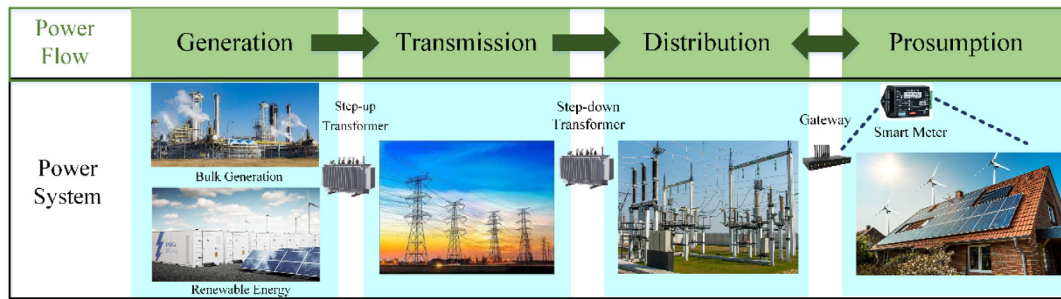 Power
Flow
Generation
Transmission
Distribution
Prosumption
Power
System
Bulk Generation
Renewable Energy
Step-up
Transformer
Step-down
Transformer
Gateway
Smart Meter